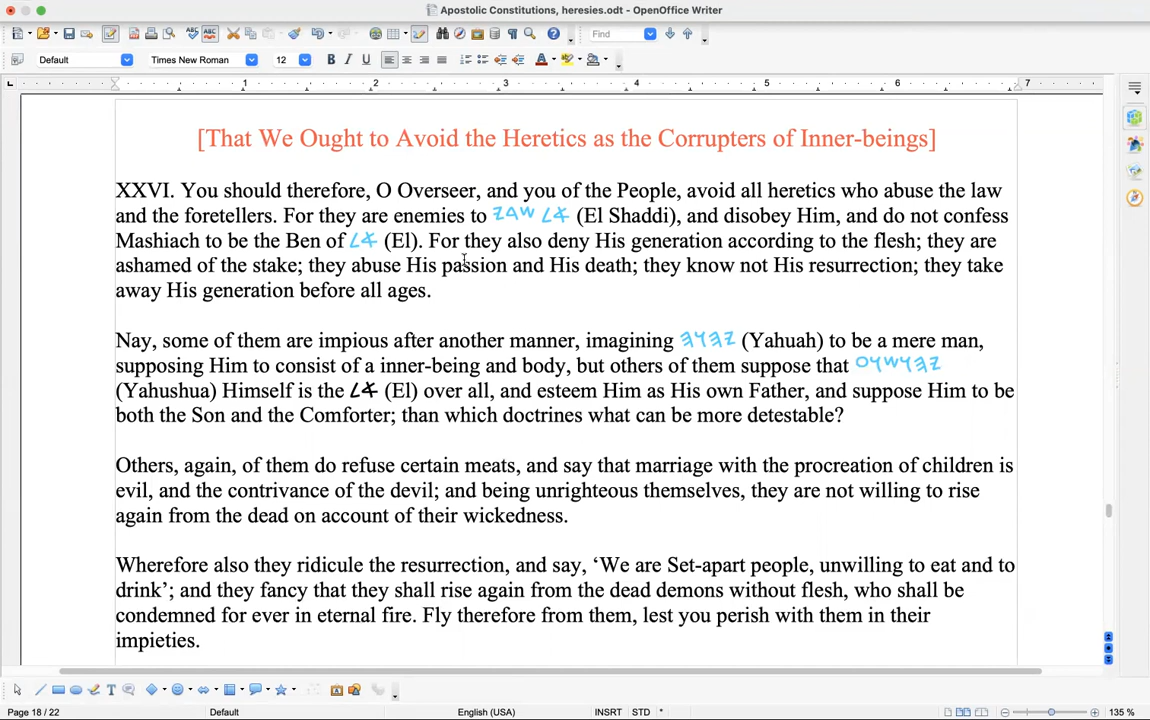 Apostolic Constitutions, heresies.odt - OpenOffice Writer
Find
Default Times New Roman 12 B I U A
1 2 3 4 5 6 7
[That We Ought to Avoid the Heretics as the Corrupters of Inner-beings]
XXVI. You should therefore, O Overseer, and you of the People, avoid all heretics who abuse the law
and the foretellers. For they are enemies to 𐤆𐤃𐤔 𐤋𐤀 (El Shaddi), and disobey Him, and do not confess
Mashiach to be the Ben of 𐤋𐤀 (El). For they also deny His generation according to the flesh; they are
ashamed of the stake; they abuse His passion and His death; they know not His resurrection; they take
away His generation before all ages.
Nay, some of them are impious after another manner, imagining 𐤄𐤅𐤄𐤉 (Yahuah) to be a mere man,
supposing Him to consist of a inner-being and body, but others of them suppose that 𐤏𐤅𐤔𐤅𐤄𐤉
(Yahushua) Himself is the 𐤋𐤀 (El) over all, and esteem Him as His own Father, and suppose Him to be
both the Son and the Comforter; than which doctrines what can be more detestable?
Others, again, of them do refuse certain meats, and say that marriage with the procreation of children is
evil, and the contrivance of the devil; and being unrighteous themselves, they are not willing to rise
again from the dead on account of their wickedness.
Wherefore also they ridicule the resurrection, and say, ‘We are Set-apart people, unwilling to eat and to
drink’; and they fancy that they shall rise again from the dead demons without flesh, who shall be
condemned for ever in eternal fire. Fly therefore from them, lest you perish with them in their
impieties.
Page 18 / 22 Default English (USA) INSRT STD * 135 %